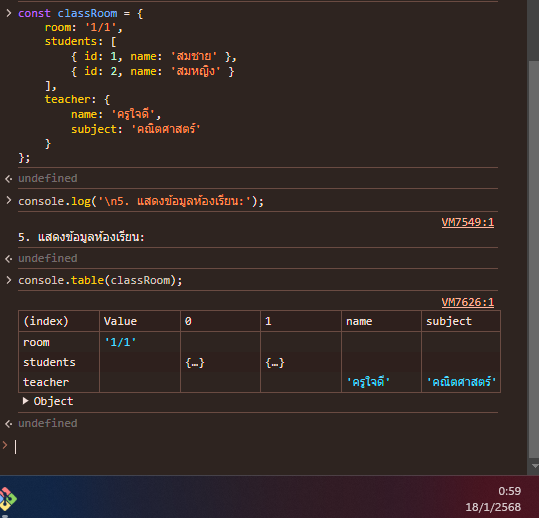 const classRoom = {
room: '1/1',
students: [
{ id: 1, name: 'สมชาย' },
{ id: 2, name: 'สมหญิง' }
],
teacher: {
name: 'ครูใจดี',
subject: 'คณิตศาสตร์'
}
};
undefined
console.log('\n5. แสดงข้อมูลห้องเรียน:');
VM7549:1
5. แสดงข้อมูลห้องเรียน:
undefined
console.table(classRoom);
VM7626:1
(index) Value 0 1 name subject
room '1/1'
students {…} {…}
teacher 'ครูใจดี' 'คณิตศาสตร์'
Object
undefined
0:59
18/1/2568